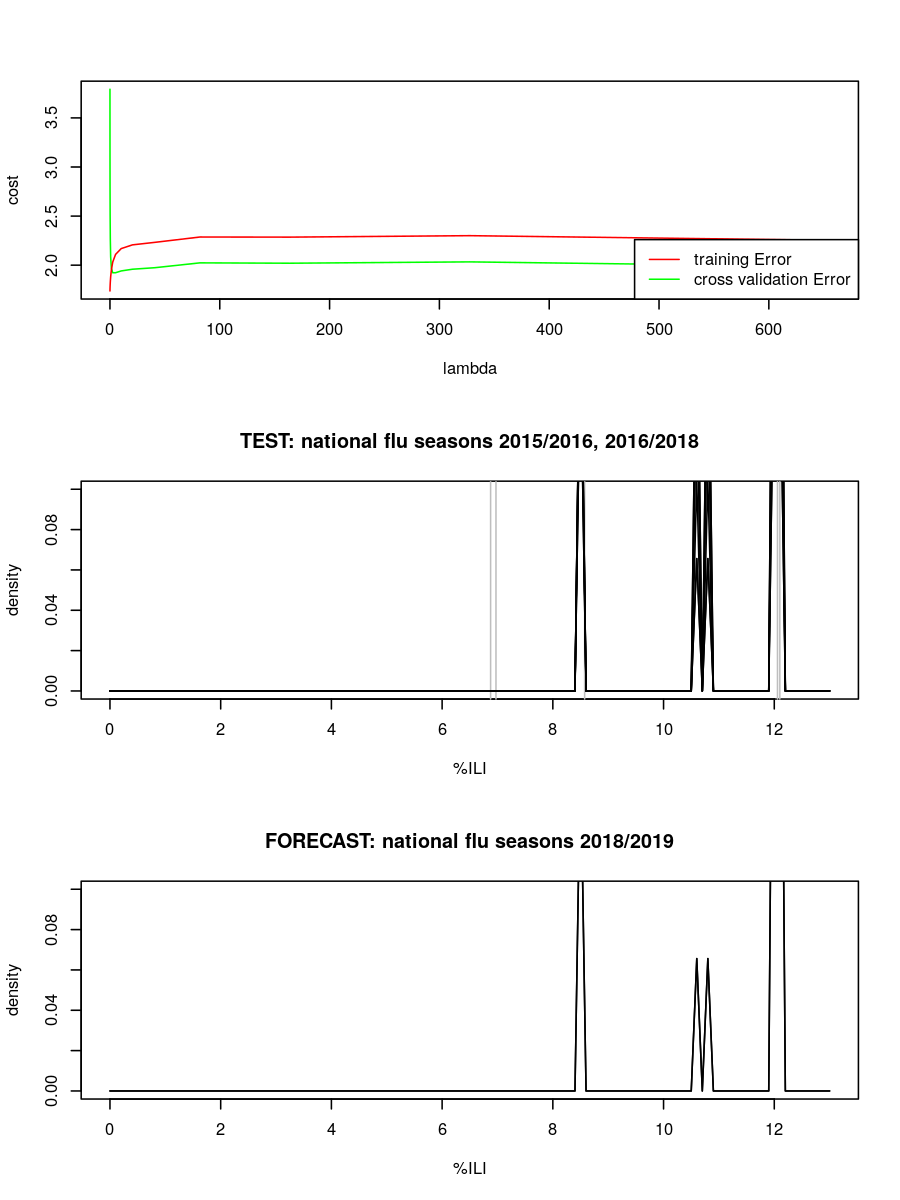 cost
2.0 2.5 3.0 3.5
training Error
cross validation Error
0 100 200 300 400 500 600
lambda
TEST: national flu seasons 2015/2016, 2016/2018
density
0.00 0.04 0.08
0 2 4 6 8 10 12
%ILI
FORECAST: national flu seasons 2018/2019
density
0.00 0.04 0.08
0 2 4 6 8 10 12
%ILI